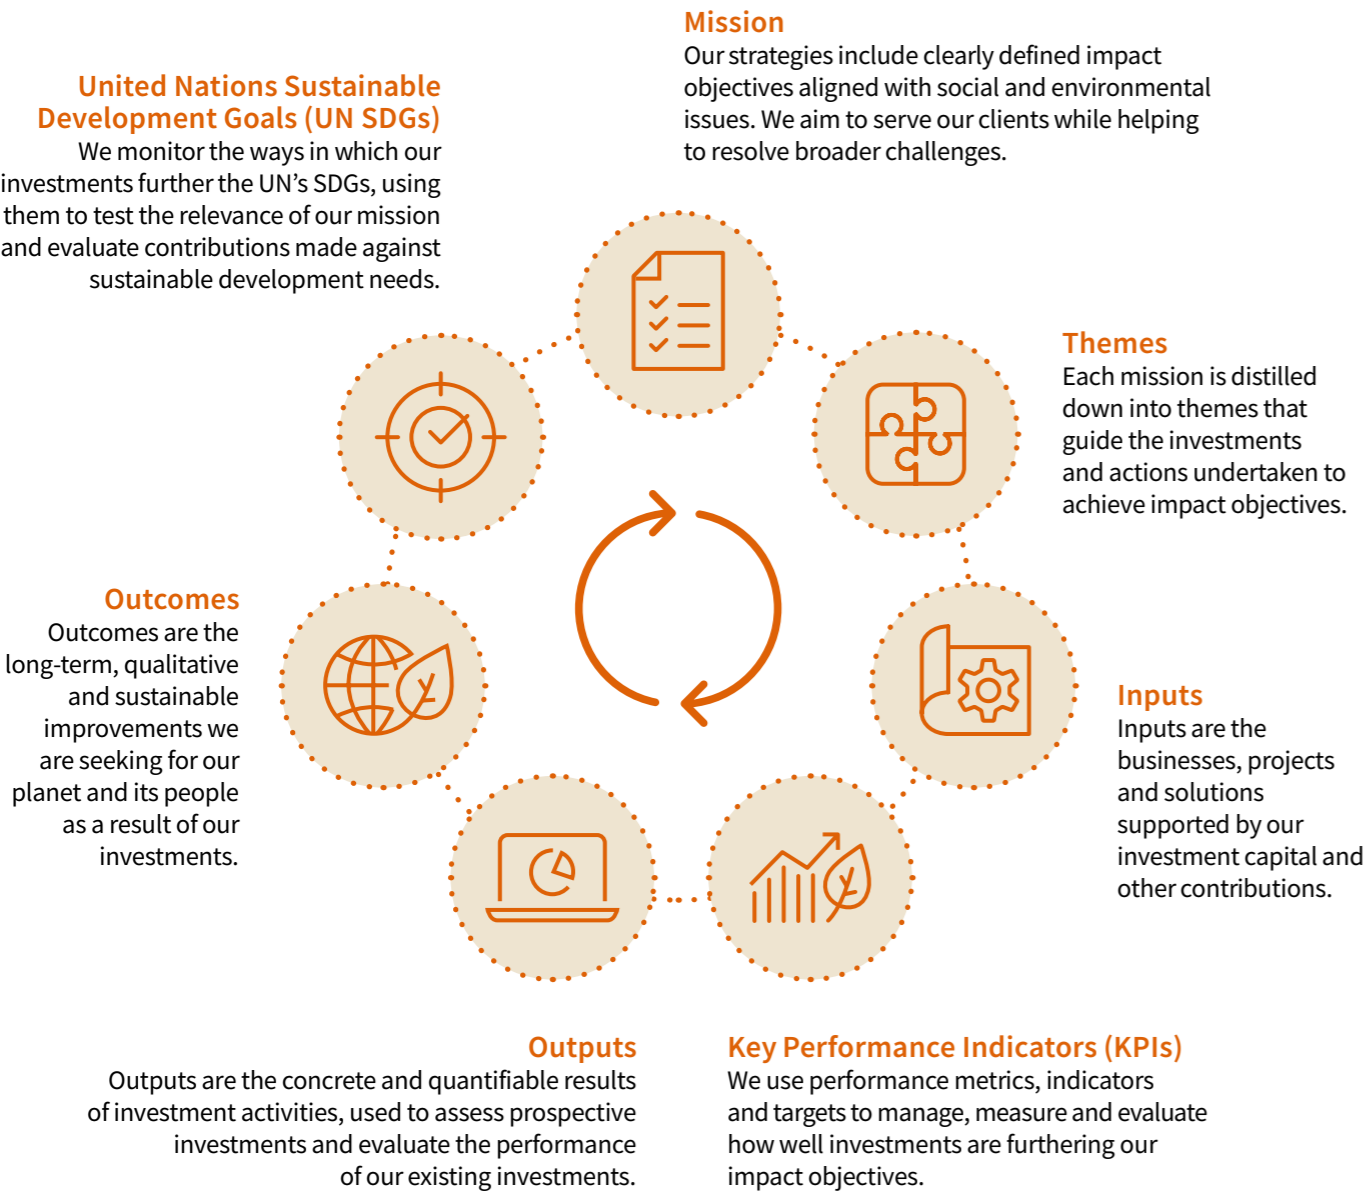 Mission
Our strategies include clearly defined impact
objectives aligned with social and environmental
issues. We aim to serve our clients while helping
to resolve broader challenges.
United Nations Sustainable
Development Goals (UN SDGs)
We monitor the ways in which our
investments further the UN’s SDGs, using
them to test the relevance of our mission
and evaluate contributions made against
sustainable development needs.
Themes
Each mission is distilled
down into themes that
guide the investments
and actions undertaken to
achieve impact objectives.
Outcomes
Outcomes are the
long-term, qualitative
and sustainable
improvements we
are seeking for our
planet and its people
as a result of our
investments.
Inputs
Inputs are the
businesses, projects
and solutions
supported by our
investment capital and
other contributions.
Outputs
Outputs are the concrete and quantifiable results
of investment activities, used to assess prospective
investments and evaluate the performance
of our existing investments.
Key Performance Indicators (KPIs)
We use performance metrics, indicators
and targets to manage, measure and evaluate
how well investments are furthering our
impact objectives.